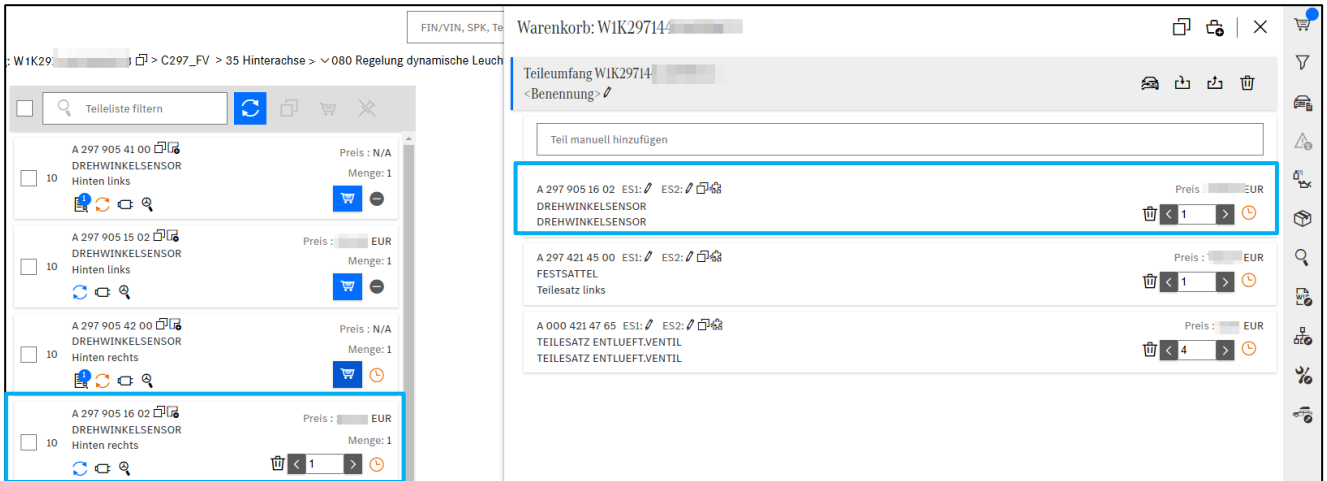 FIN/VIN, SPK, Te
: W1K29 > C297_FV > 35 Hinterachse > 080 Regelung dynamische Leuch
Teileliste filtern
A 297 905 41 00
DREHWINKELSENSOR
Hinten links
10
1
Preis : N/A
Menge: 1
A 297 905 15 02
DREHWINKELSENSOR
Hinten links
10
Preis : EUR
Menge: 1
A 297 905 42 00
DREHWINKELSENSOR
Hinten rechts
10
1
Preis : N/A
Menge: 1
A 297 905 16 02
DREHWINKELSENSOR
Hinten rechts
10
Preis : EUR
Menge: 1
1
Warenkorb: W1K29714
Teileumfang W1K29714
<Benennung>
Teil manuell hinzufügen
A 297 905 16 02 ES1: ES2:
DREHWINKELSENSOR
DREHWINKELSENSOR
Preis : EUR
1
A 297 421 45 00 ES1: ES2:
FESTSATTEL
Teilesatz links
Preis : EUR
1
A 000 421 47 65 ES1: ES2:
TEILESATZ ENTLUEFT.VENTIL
TEILESATZ ENTLUEFT.VENTIL
Preis : EUR
4